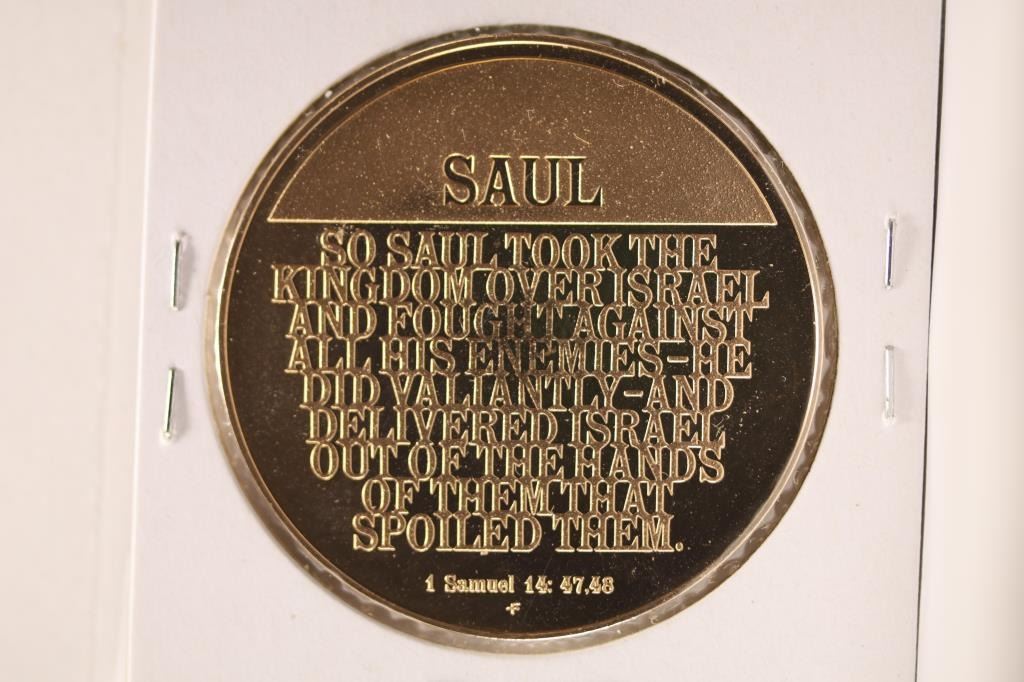 SAUL
SO SAUL TOOK THE
KINGDOM OVER ISRAEL
AND FOUGHT AGAINST
ALL HIS ENEMIES–HE
DID VALIANTLY–AND
DELIVERED ISRAEL
OUT OF THE HANDS
OF THEM THAT
SPOILED THEM.
1 Samuel 14: 47,48
F